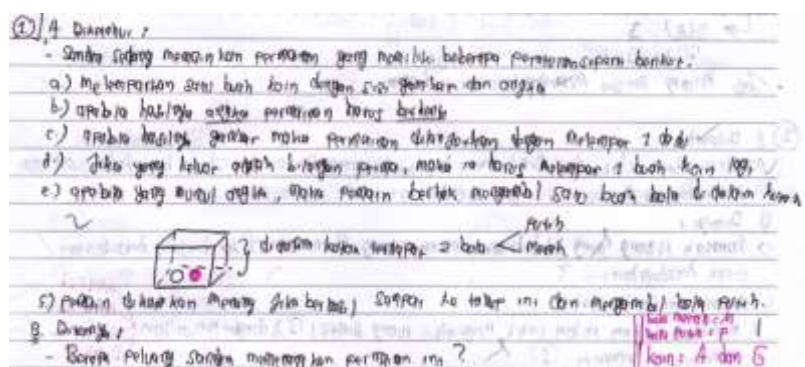 ① A Diketahui :
- Sandra sedang memainkan permainan yang memiliki beberapa peraturan seperti berikut.
a) Melemparkan satu buah koin dengan sisi gambar dan angka
b) apabila hasilnya angka permainan harus
c.) apabila hasilnya gambar maka permainan dilanjutkan dengan melempar 1 dadu
d.) Jika yang keluar adalah bilangan prima, maka ia harus melempar 1 buah koin lagi
e.) apabila yang muncul angka, maka pemain berhak mengambil satu buah bola di dalam kotak
di dalam kotak terdapat 2 bola
Putih
Merah
5) pemain dikatakan menang jika berhasil sampai ke tahap ini dan mengambil bola putih.
B. Ditanya :
- Berapa peluang Sandra memenangkan permainan ini ?
bola merah = M
bola putih = P
koin = A dan G